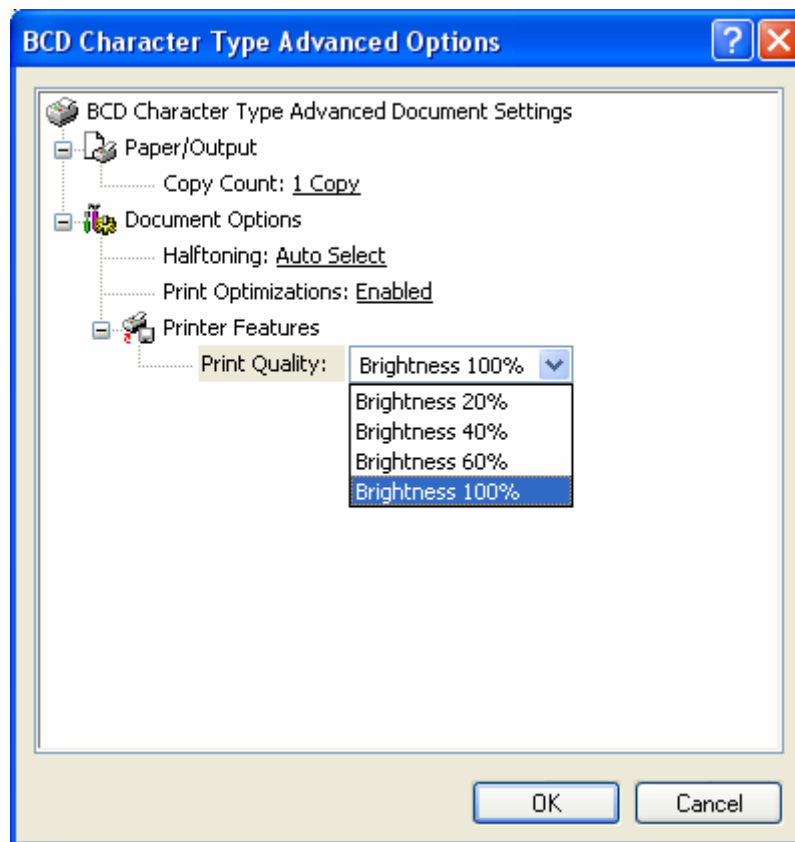 BCD Character Type Advanced Options
BCD Character Type Advanced Document Settings
Paper/Output
Copy Count: 1 Copy
Document Options
Halftoning: Auto Select
Print Optimizations: Enabled
Printer Features
Print Quality: Brightness 100%
Brightness 20%
Brightness 40%
Brightness 60%
Brightness 100%
OK Cancel